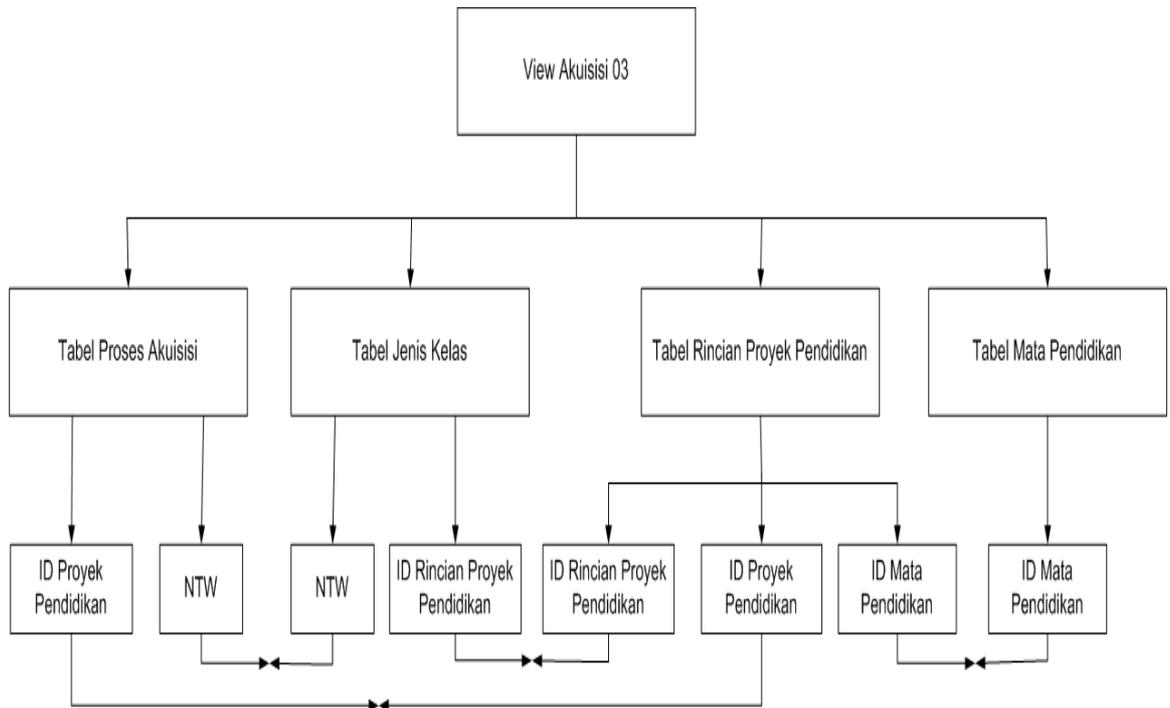 View Akuisisi 03
Tabel Proses Akuisisi
Tabel Jenis Kelas
Tabel Rincian Proyek Pendidikan
Tabel Mata Pendidikan
ID Proyek
Pendidikan
NTW
NTW
ID Rincian Proyek
Pendidikan
ID Rincian Proyek
Pendidikan
ID Proyek
Pendidikan
ID Mata
Pendidikan
ID Mata
Pendidikan